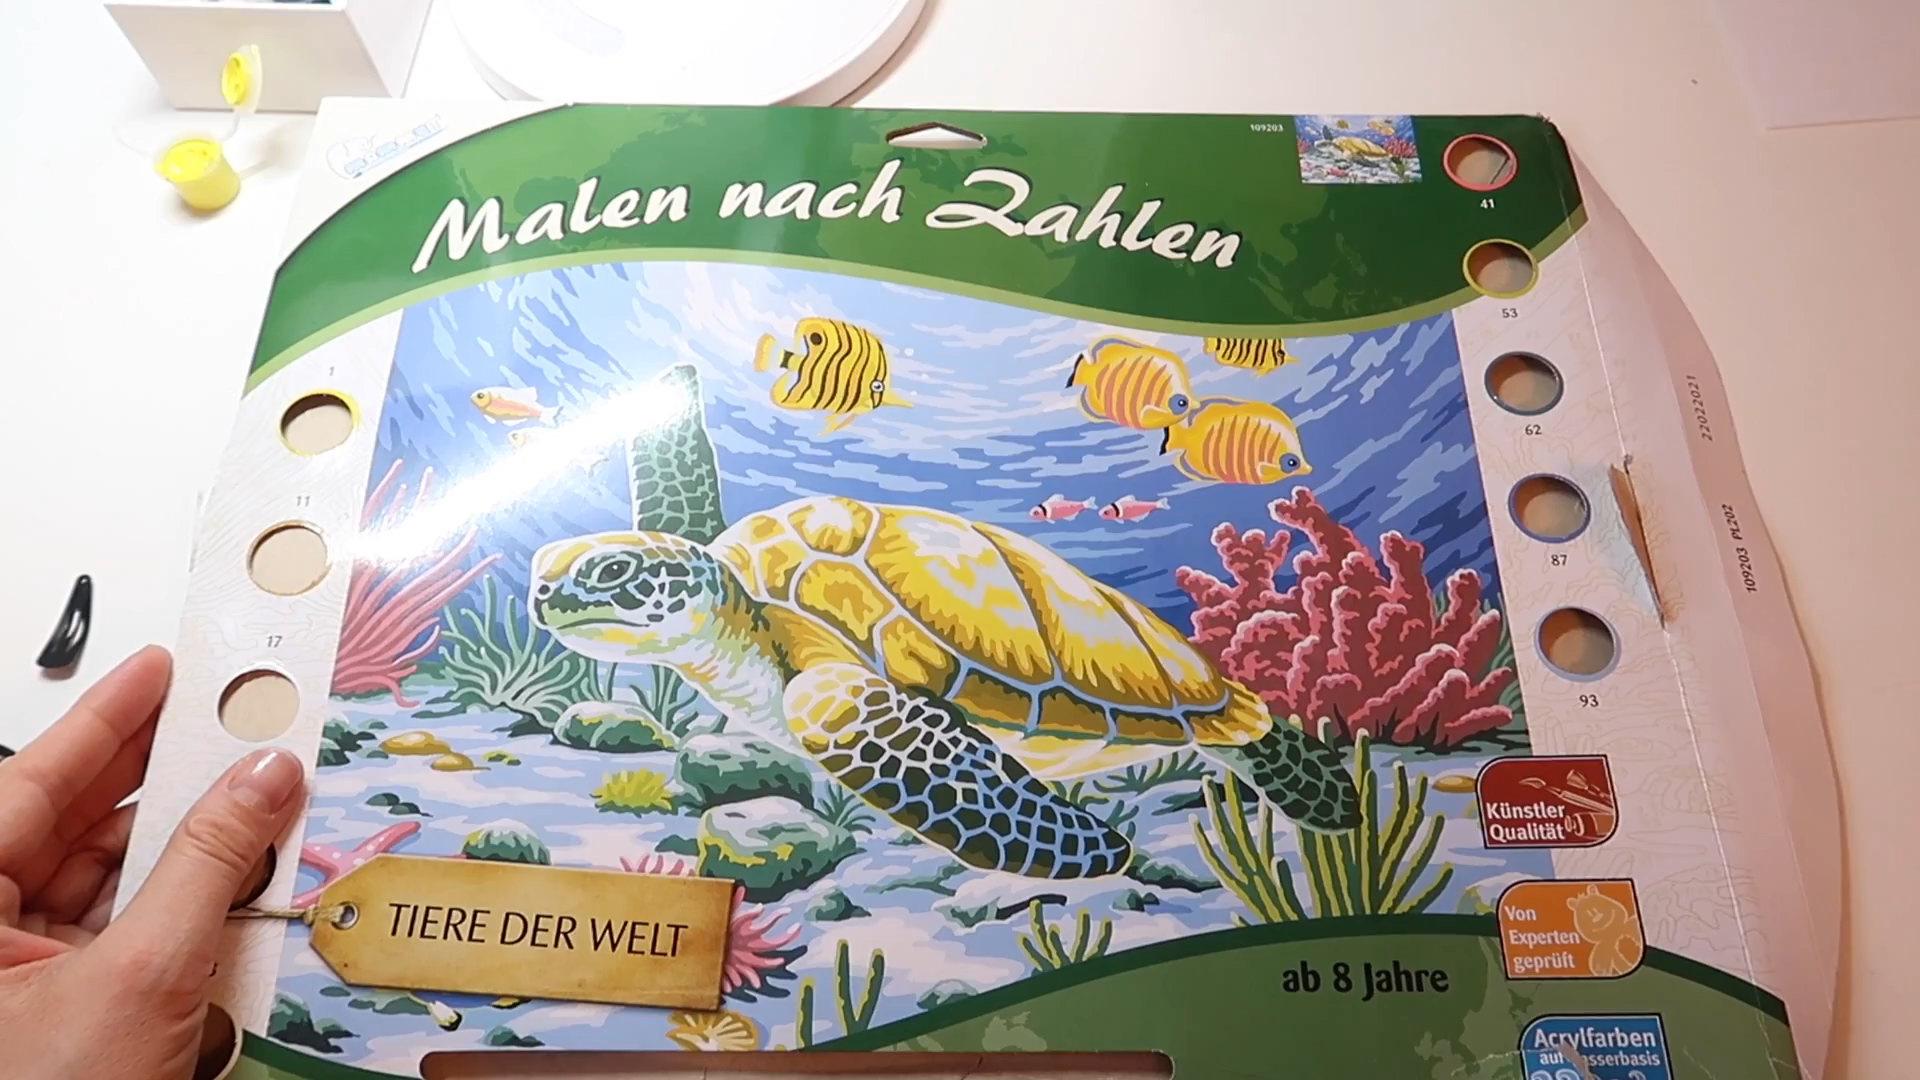 109203
Malen nach Zahlen
41
53
62
87
93
1
11
17
22022021
109203 PL202
Künstler
Qualität
TIERE DER WELT
Von
Experten
geprüft
ab 8 Jahre
Acrylfarben
auf